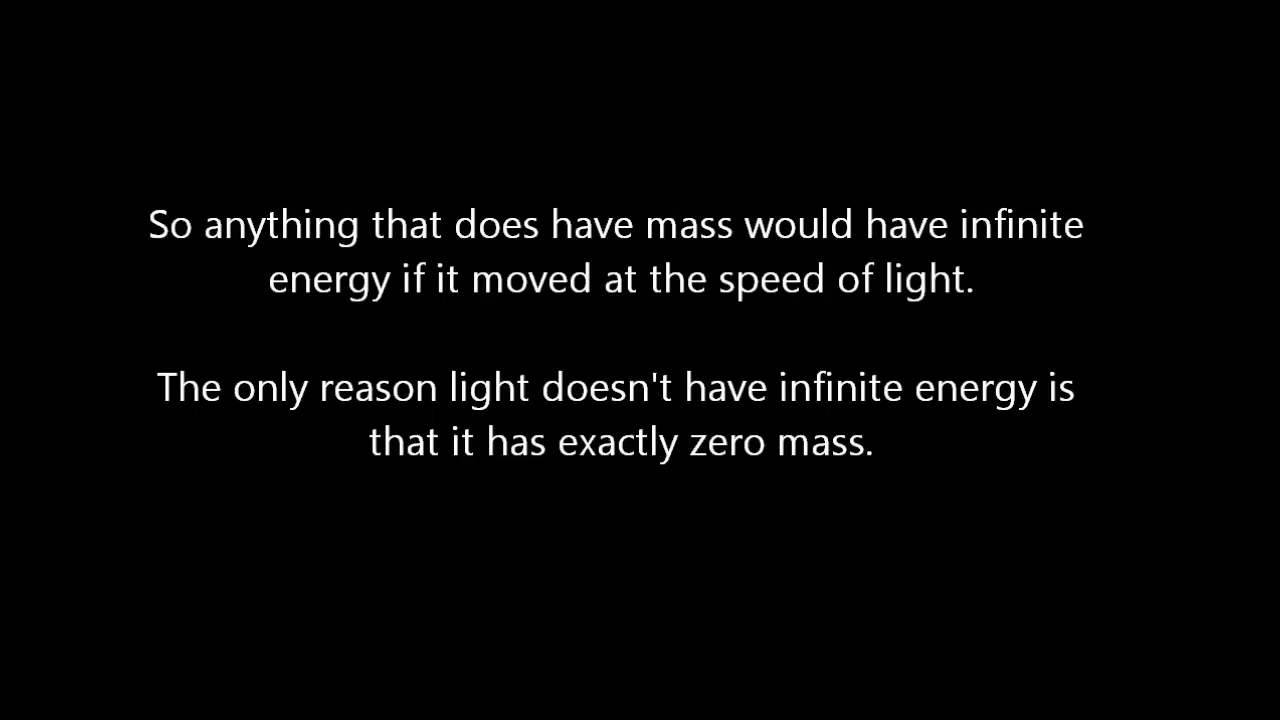 So anything that does have mass would have infinite
energy if it moved at the speed of light.
The only reason light doesn't have infinite energy is
that it has exactly zero mass.